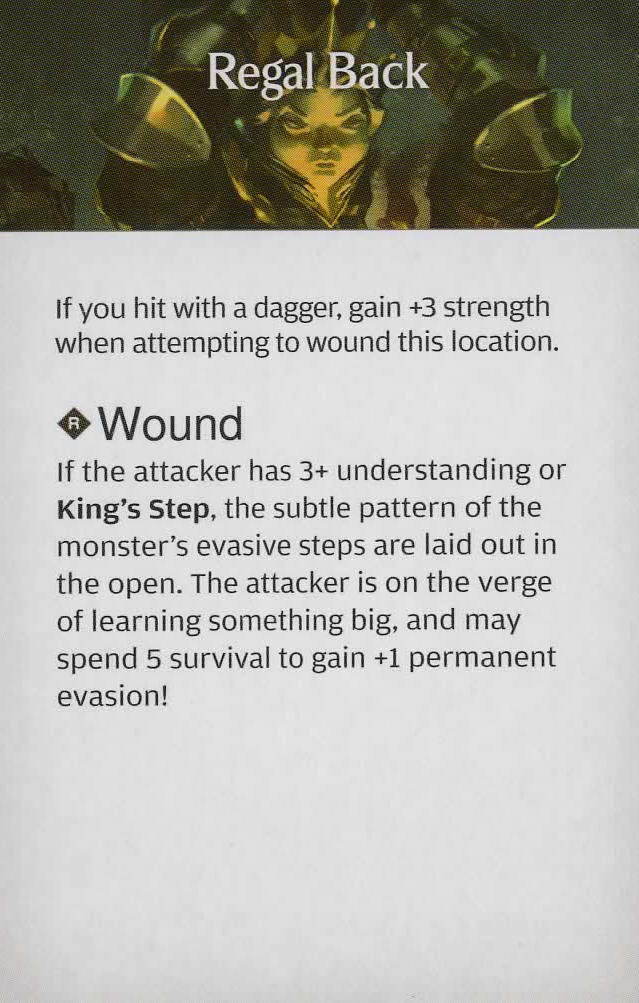 Regal Back
If you hit with a dagger, gain +3 strength
when attempting to wound this location.
R Wound
If the attacker has 3+ understanding or
King's Step, the subtle pattern of the
monster's evasive steps are laid out in
the open. The attacker is on the verge
of learning something big, and may
spend 5 survival to gain +1 permanent
evasion!